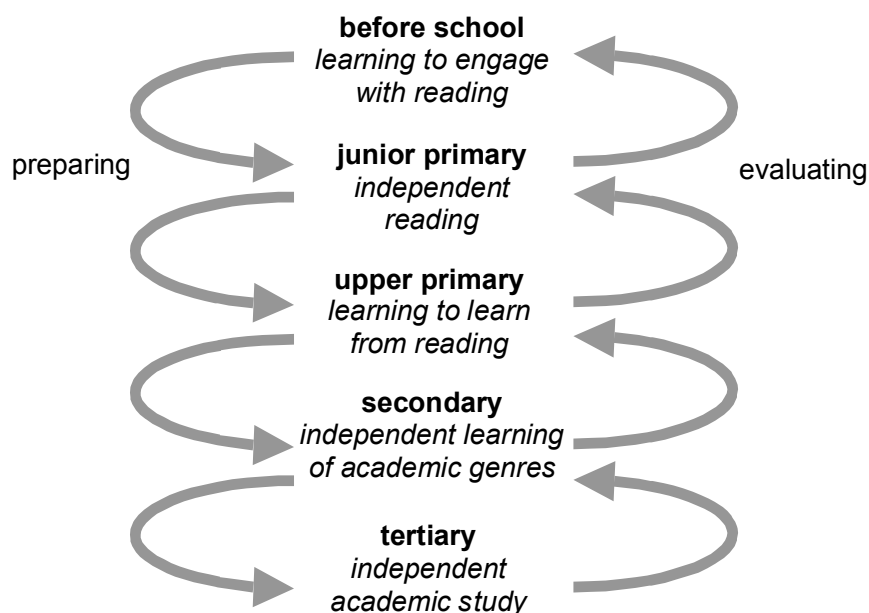 before school
learning to engage
with reading
preparing
junior primary
evaluating
independent
reading
upper primary
learning to learn
from reading
secondary
independent learning
of academic genres
tertiary
independent
academic study